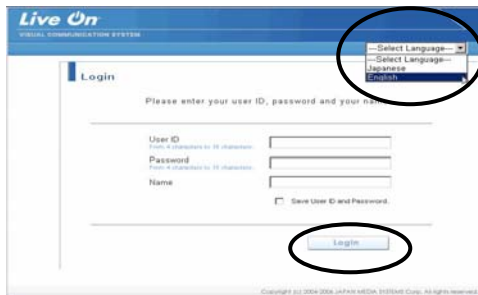 Live On
VISUAL COMMUNICATION SYSTEM
---Select Language---
---Select Language---
Japanese
English
Login
Please enter your user ID, password and your name
User ID
From 4 characters to 16 characters.
Password
From 4 characters to 16 characters.
Name
Save User ID and Password.
Login
Copyright (c) 2004-2006 JAPAN MEDIA SYSTEMS Corp. All rights reserved.